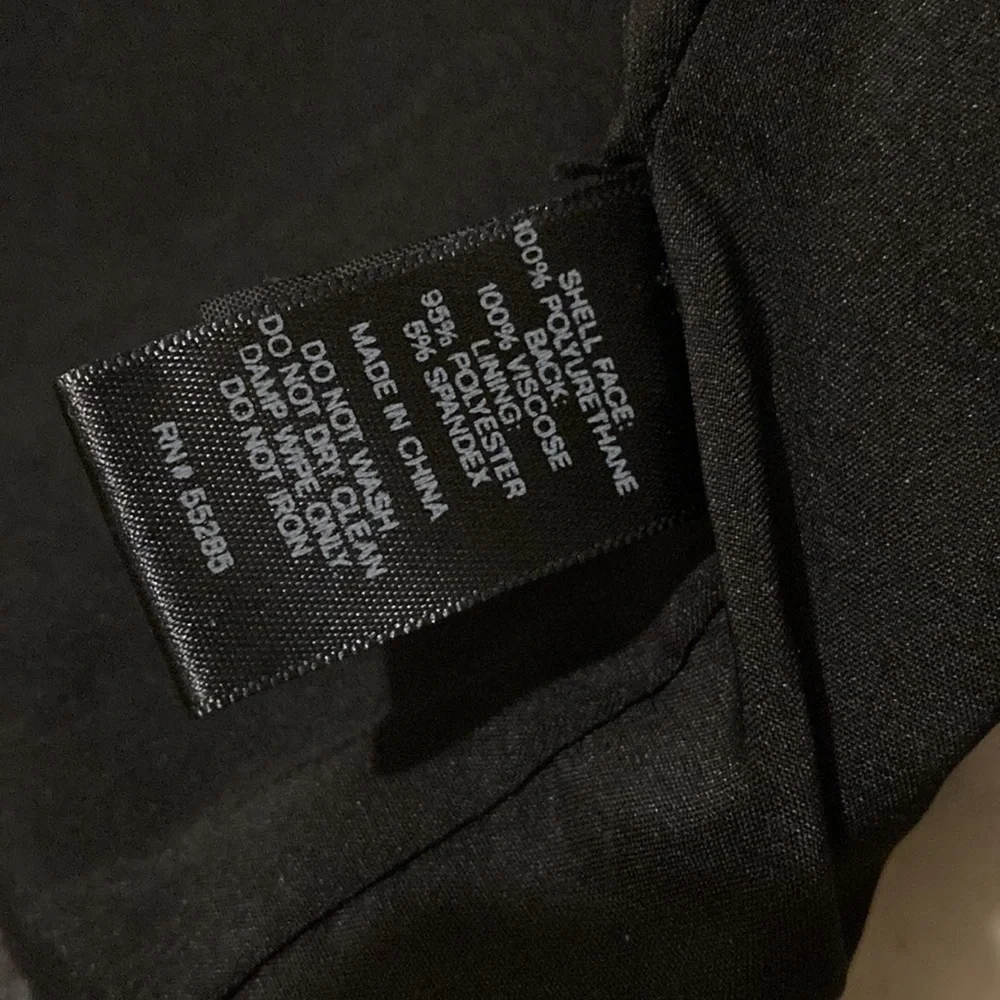 SHELL FACE:
100% POLYURETHANE
BACK:
100% VISCOSE
LINING:
95% POLYESTER
5% SPANDEX
MADE IN CHINA
DO NOT WASH
DO NOT DRY CLEAN
DAMP WIPE ONLY
DO NOT IRON
RN# 55285